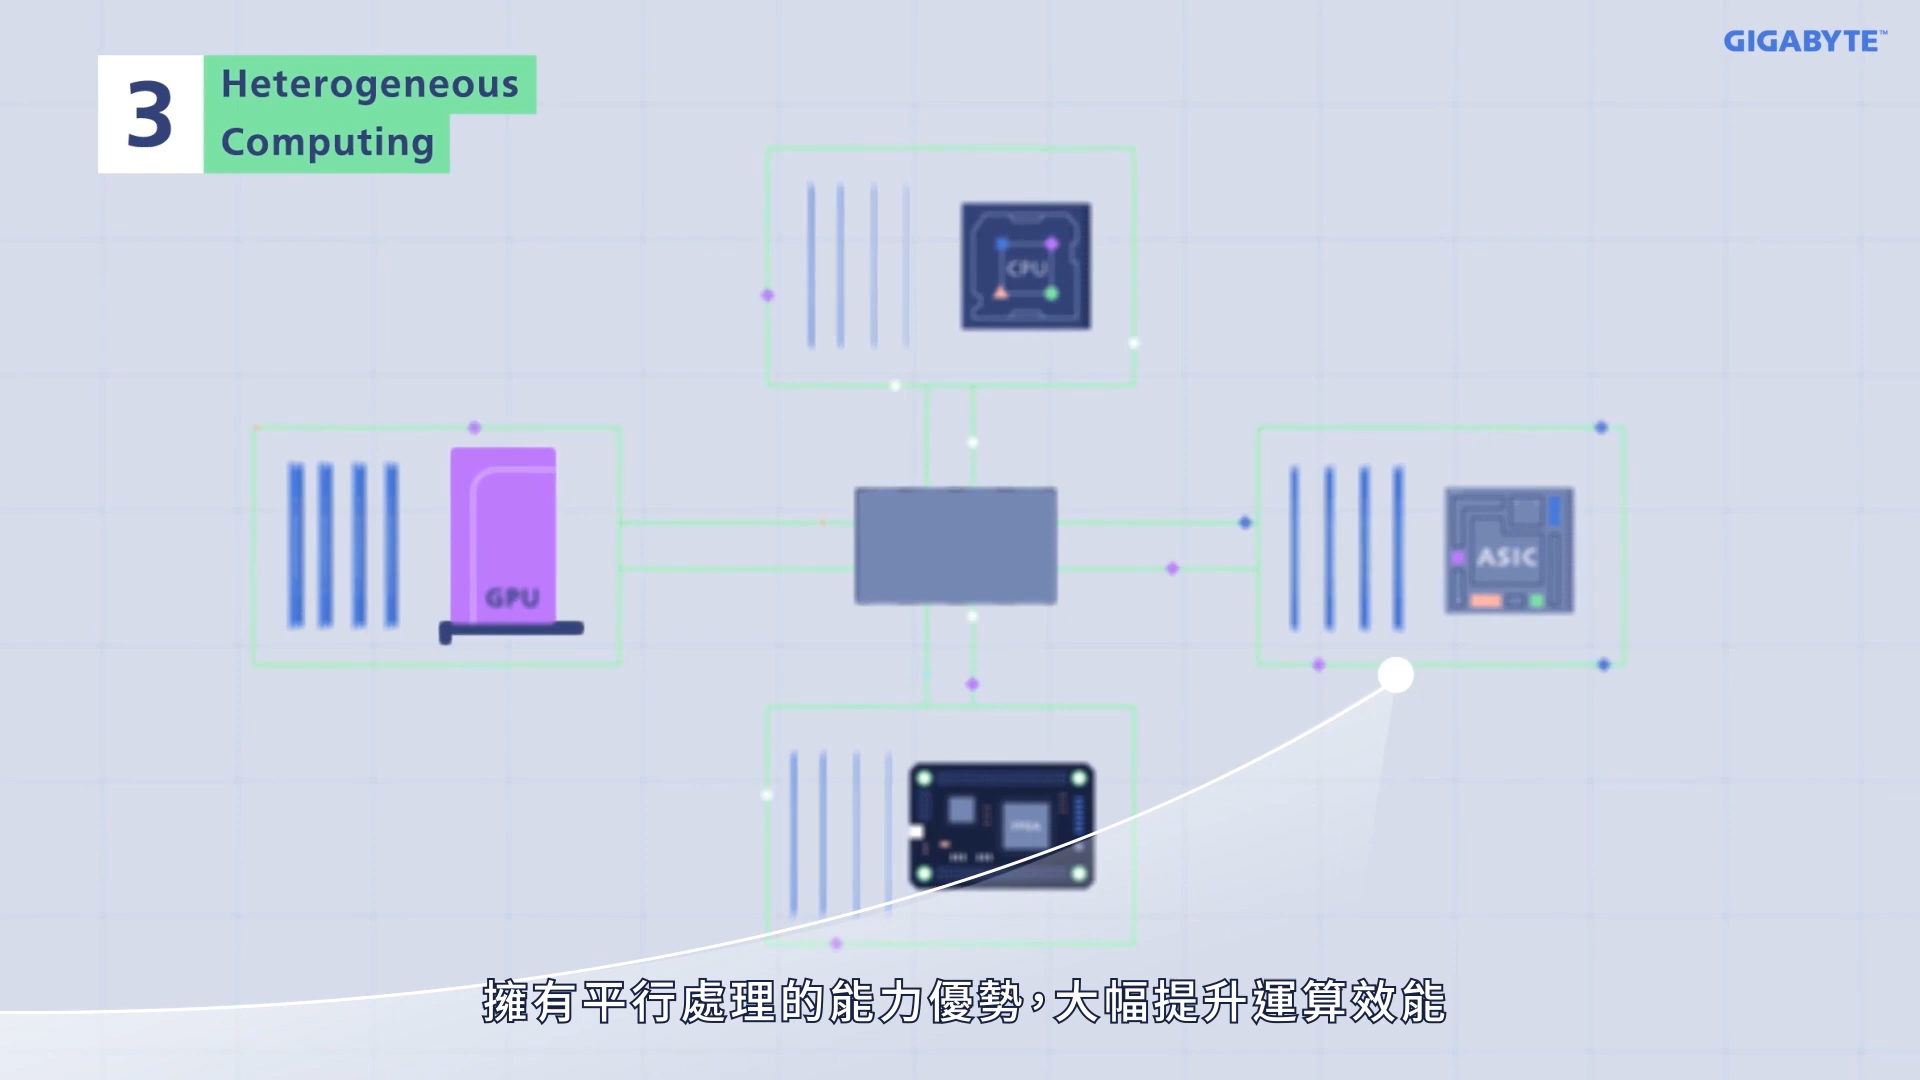 GIGABYTE™
3
Heterogeneous
Computing
CPU
GPU
ASIC
FPGA
擁有平行處理的能力優勢，大幅提升運算效能